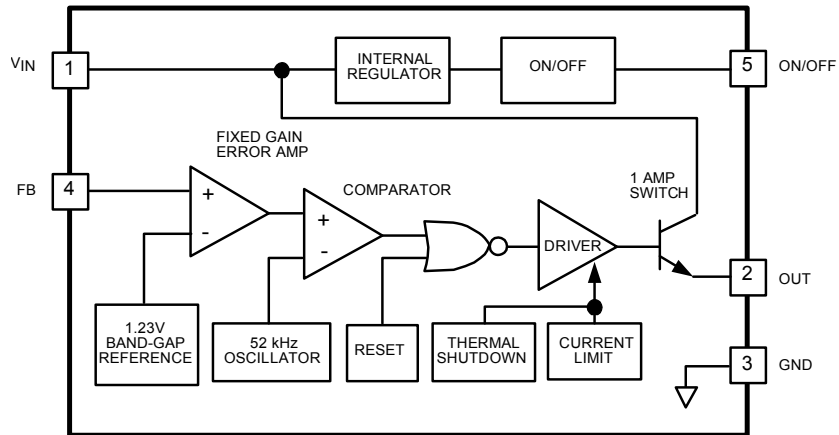 VIN
1
INTERNAL
REGULATOR
ON/OFF
5
ON/OFF
FIXED GAIN
ERROR AMP
FB
4
+
-
COMPARATOR
+
-
1 AMP
SWITCH
DRIVER
2
OUT
1.23V
BAND-GAP
REFERENCE
52 kHz
OSCILLATOR
RESET
THERMAL
SHUTDOWN
CURRENT
LIMIT
3
GND